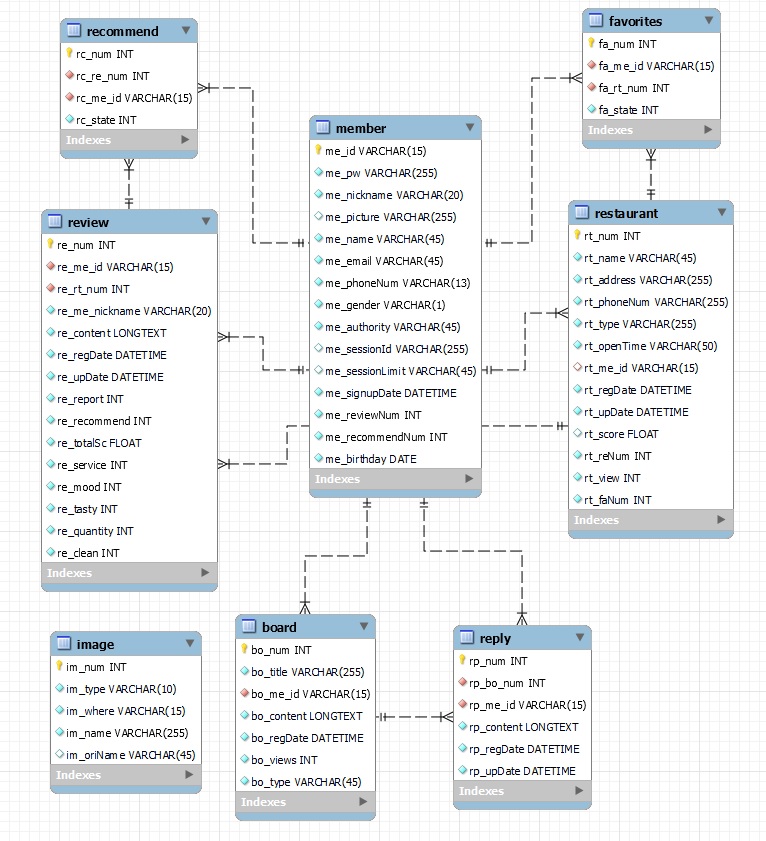 recommend
rc_num INT
rc_re_num INT
rc_me_id VARCHAR(15)
rc_state INT
Indexes
favorites
fa_num INT
fa_me_id VARCHAR(15)
fa_rt_num INT
fa_state INT
Indexes
member
me_id VARCHAR(15)
me_pw VARCHAR(255)
me_nickname VARCHAR(20)
me_picture VARCHAR(255)
me_name VARCHAR(45)
me_email VARCHAR(45)
me_phoneNum VARCHAR(13)
me_gender VARCHAR(1)
me_authority VARCHAR(45)
me_sessionId VARCHAR(255)
me_sessionLimit VARCHAR(45)
me_signupDate DATETIME
me_reviewNum INT
me_recommendNum INT
me_birthday DATE
Indexes
review
re_num INT
re_me_id VARCHAR(15)
re_rt_num INT
re_me_nickname VARCHAR(20)
re_content LONGTEXT
re_regDate DATETIME
re_upDate DATETIME
re_report INT
re_recommend INT
re_totalSc FLOAT
re_service INT
re_mood INT
re_tasty INT
re_quantity INT
re_clean INT
Indexes
restaurant
rt_num INT
rt_name VARCHAR(45)
rt_address VARCHAR(255)
rt_phoneNum VARCHAR(255)
rt_type VARCHAR(255)
rt_openTime VARCHAR(50)
rt_me_id VARCHAR(15)
rt_regDate DATETIME
rt_upDate DATETIME
rt_score FLOAT
rt_reNum INT
rt_view INT
rt_faNum INT
Indexes
image
im_num INT
im_type VARCHAR(10)
im_where VARCHAR(15)
im_name VARCHAR(255)
im_oriName VARCHAR(45)
Indexes
board
bo_num INT
bo_title VARCHAR(255)
bo_me_id VARCHAR(15)
bo_content LONGTEXT
bo_regDate DATETIME
bo_views INT
bo_type VARCHAR(45)
Indexes
reply
rp_num INT
rp_bo_num INT
rp_me_id VARCHAR(15)
rp_content LONGTEXT
rp_regDate DATETIME
rp_upDate DATETIME
Indexes